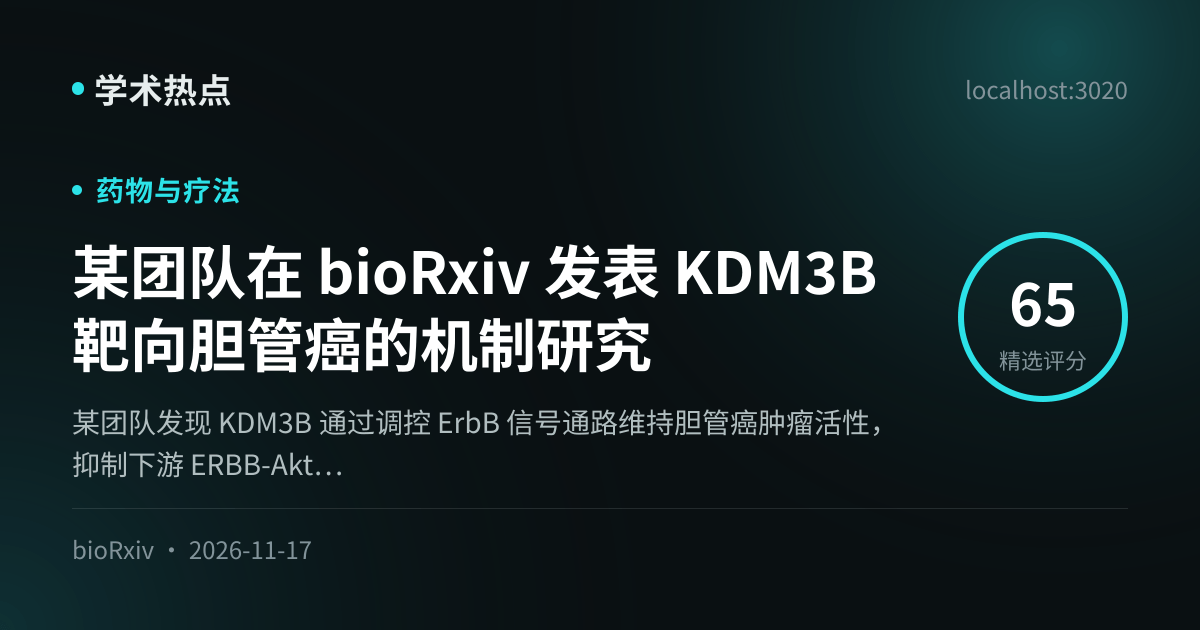 学术热点
localhost:3020
药物与疗法
某团队在 bioRxiv 发表 KDM3B
靶向胆管癌的机制研究
65
精选评分
某团队发现 KDM3B 通过调控 ErbB 信号通路维持胆管癌肿瘤活性，
抑制下游 ERBB-Akt…
bioRxiv · 2026-11-17